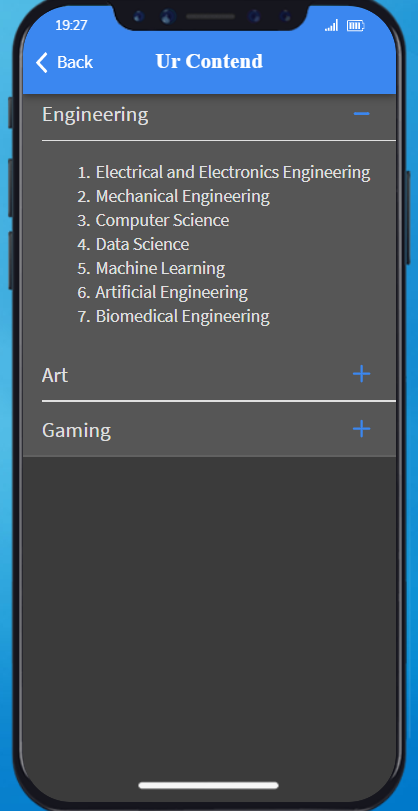 19:27
Back Ur Contend
Engineering
1. Electrical and Electronics Engineering
2. Mechanical Engineering
3. Computer Science
4. Data Science
5. Machine Learning
6. Artificial Engineering
7. Biomedical Engineering
Art
Gaming